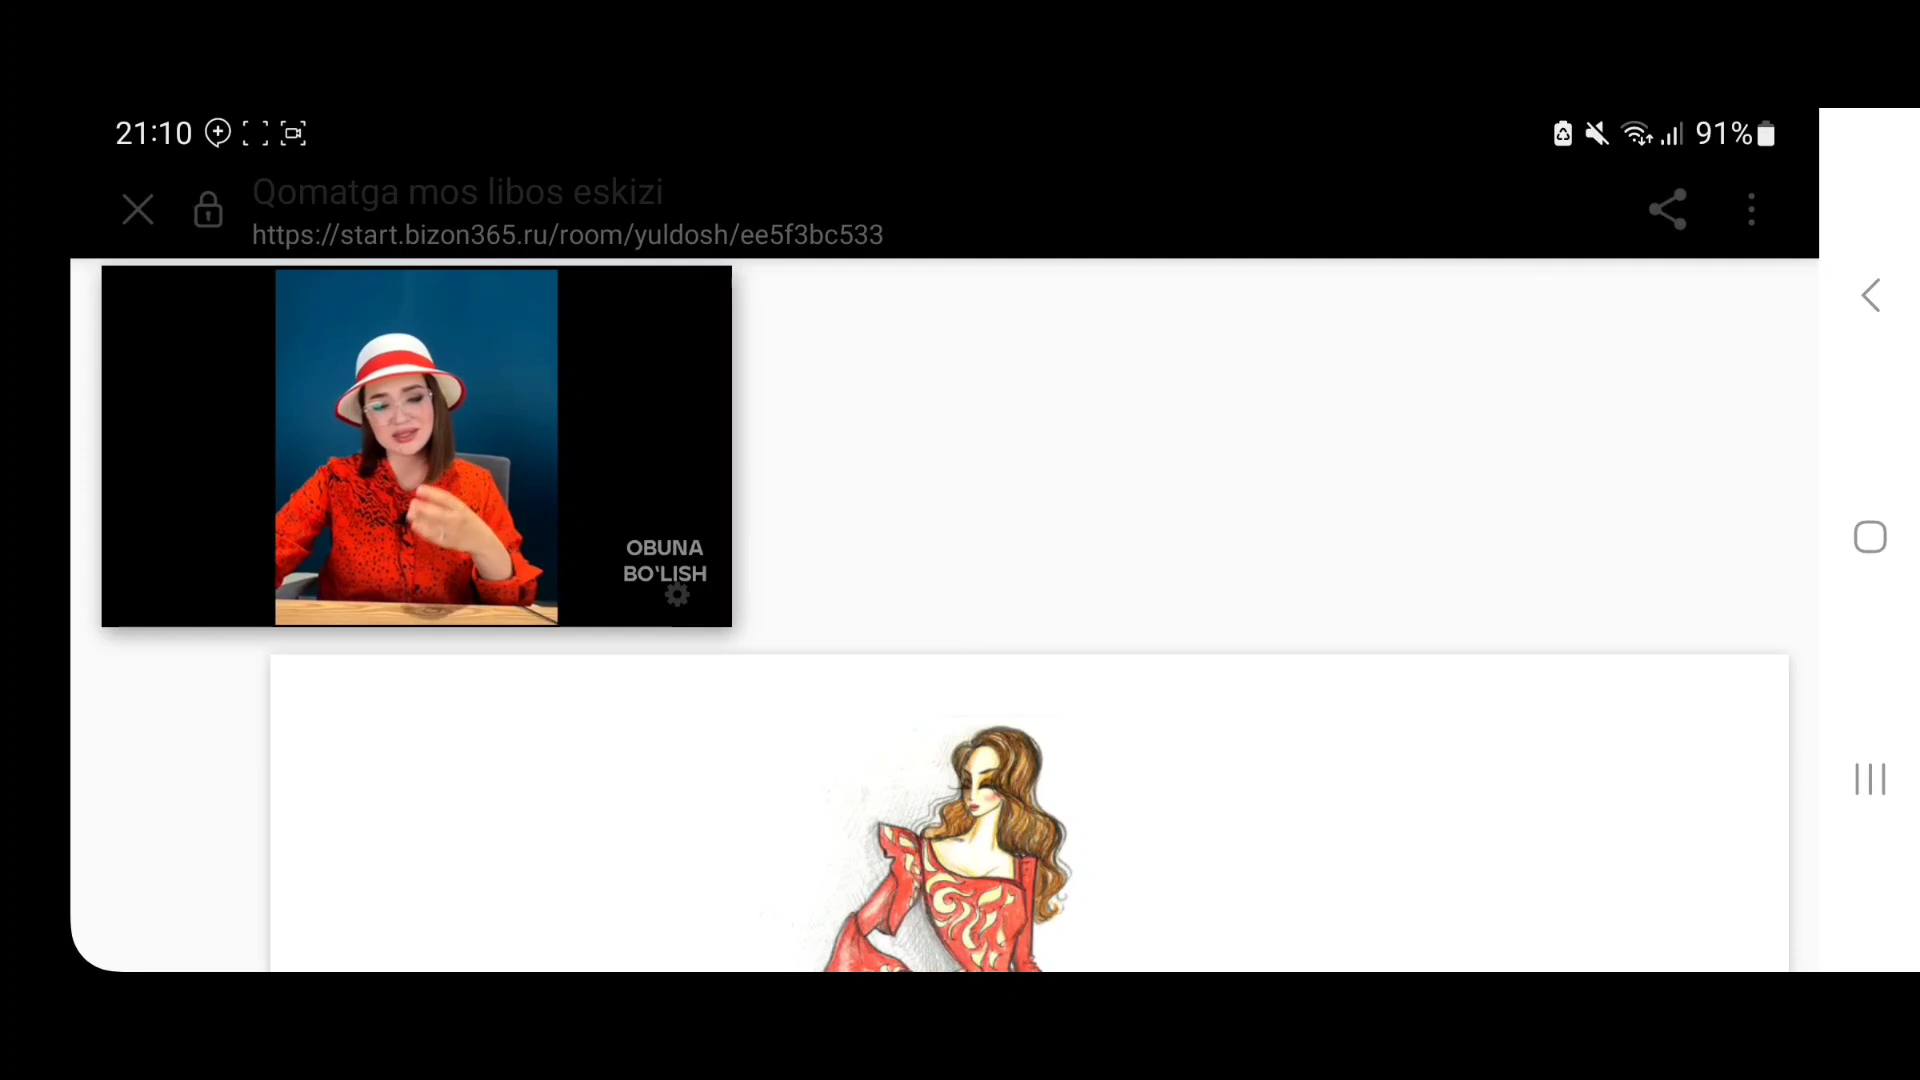 21:10
91%
Qomatga mos libos eskizi
https://start.bizon365.ru/room/yuldosh/ee5f3bc533
OBUNA
BO'LISH